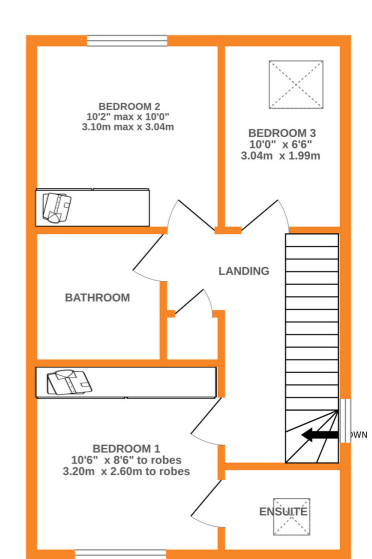 BEDROOM 2
10'2" max x 10'0"
3.10m max x 3.04m
BEDROOM 3
10'0" x 6'6"
3.04m x 1.99m
LANDING
BATHROOM
OWN
BEDROOM 1
10'6" x 8'6" to robes
3.20m x 2.60m to robes
ENSUITE